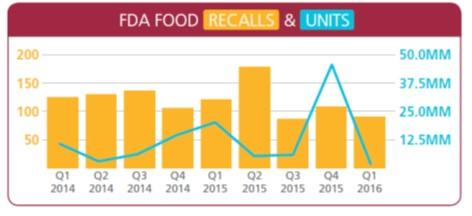 FDA FOOD RECALLS & UNITS
200 50.0MM
150 37.5MM
100 25.0MM
50 12.5MM
Q1 Q2 Q3 Q4 Q1 Q2 Q3 Q4 Q1
2014 2014 2014 2014 2015 2015 2015 2015 2016